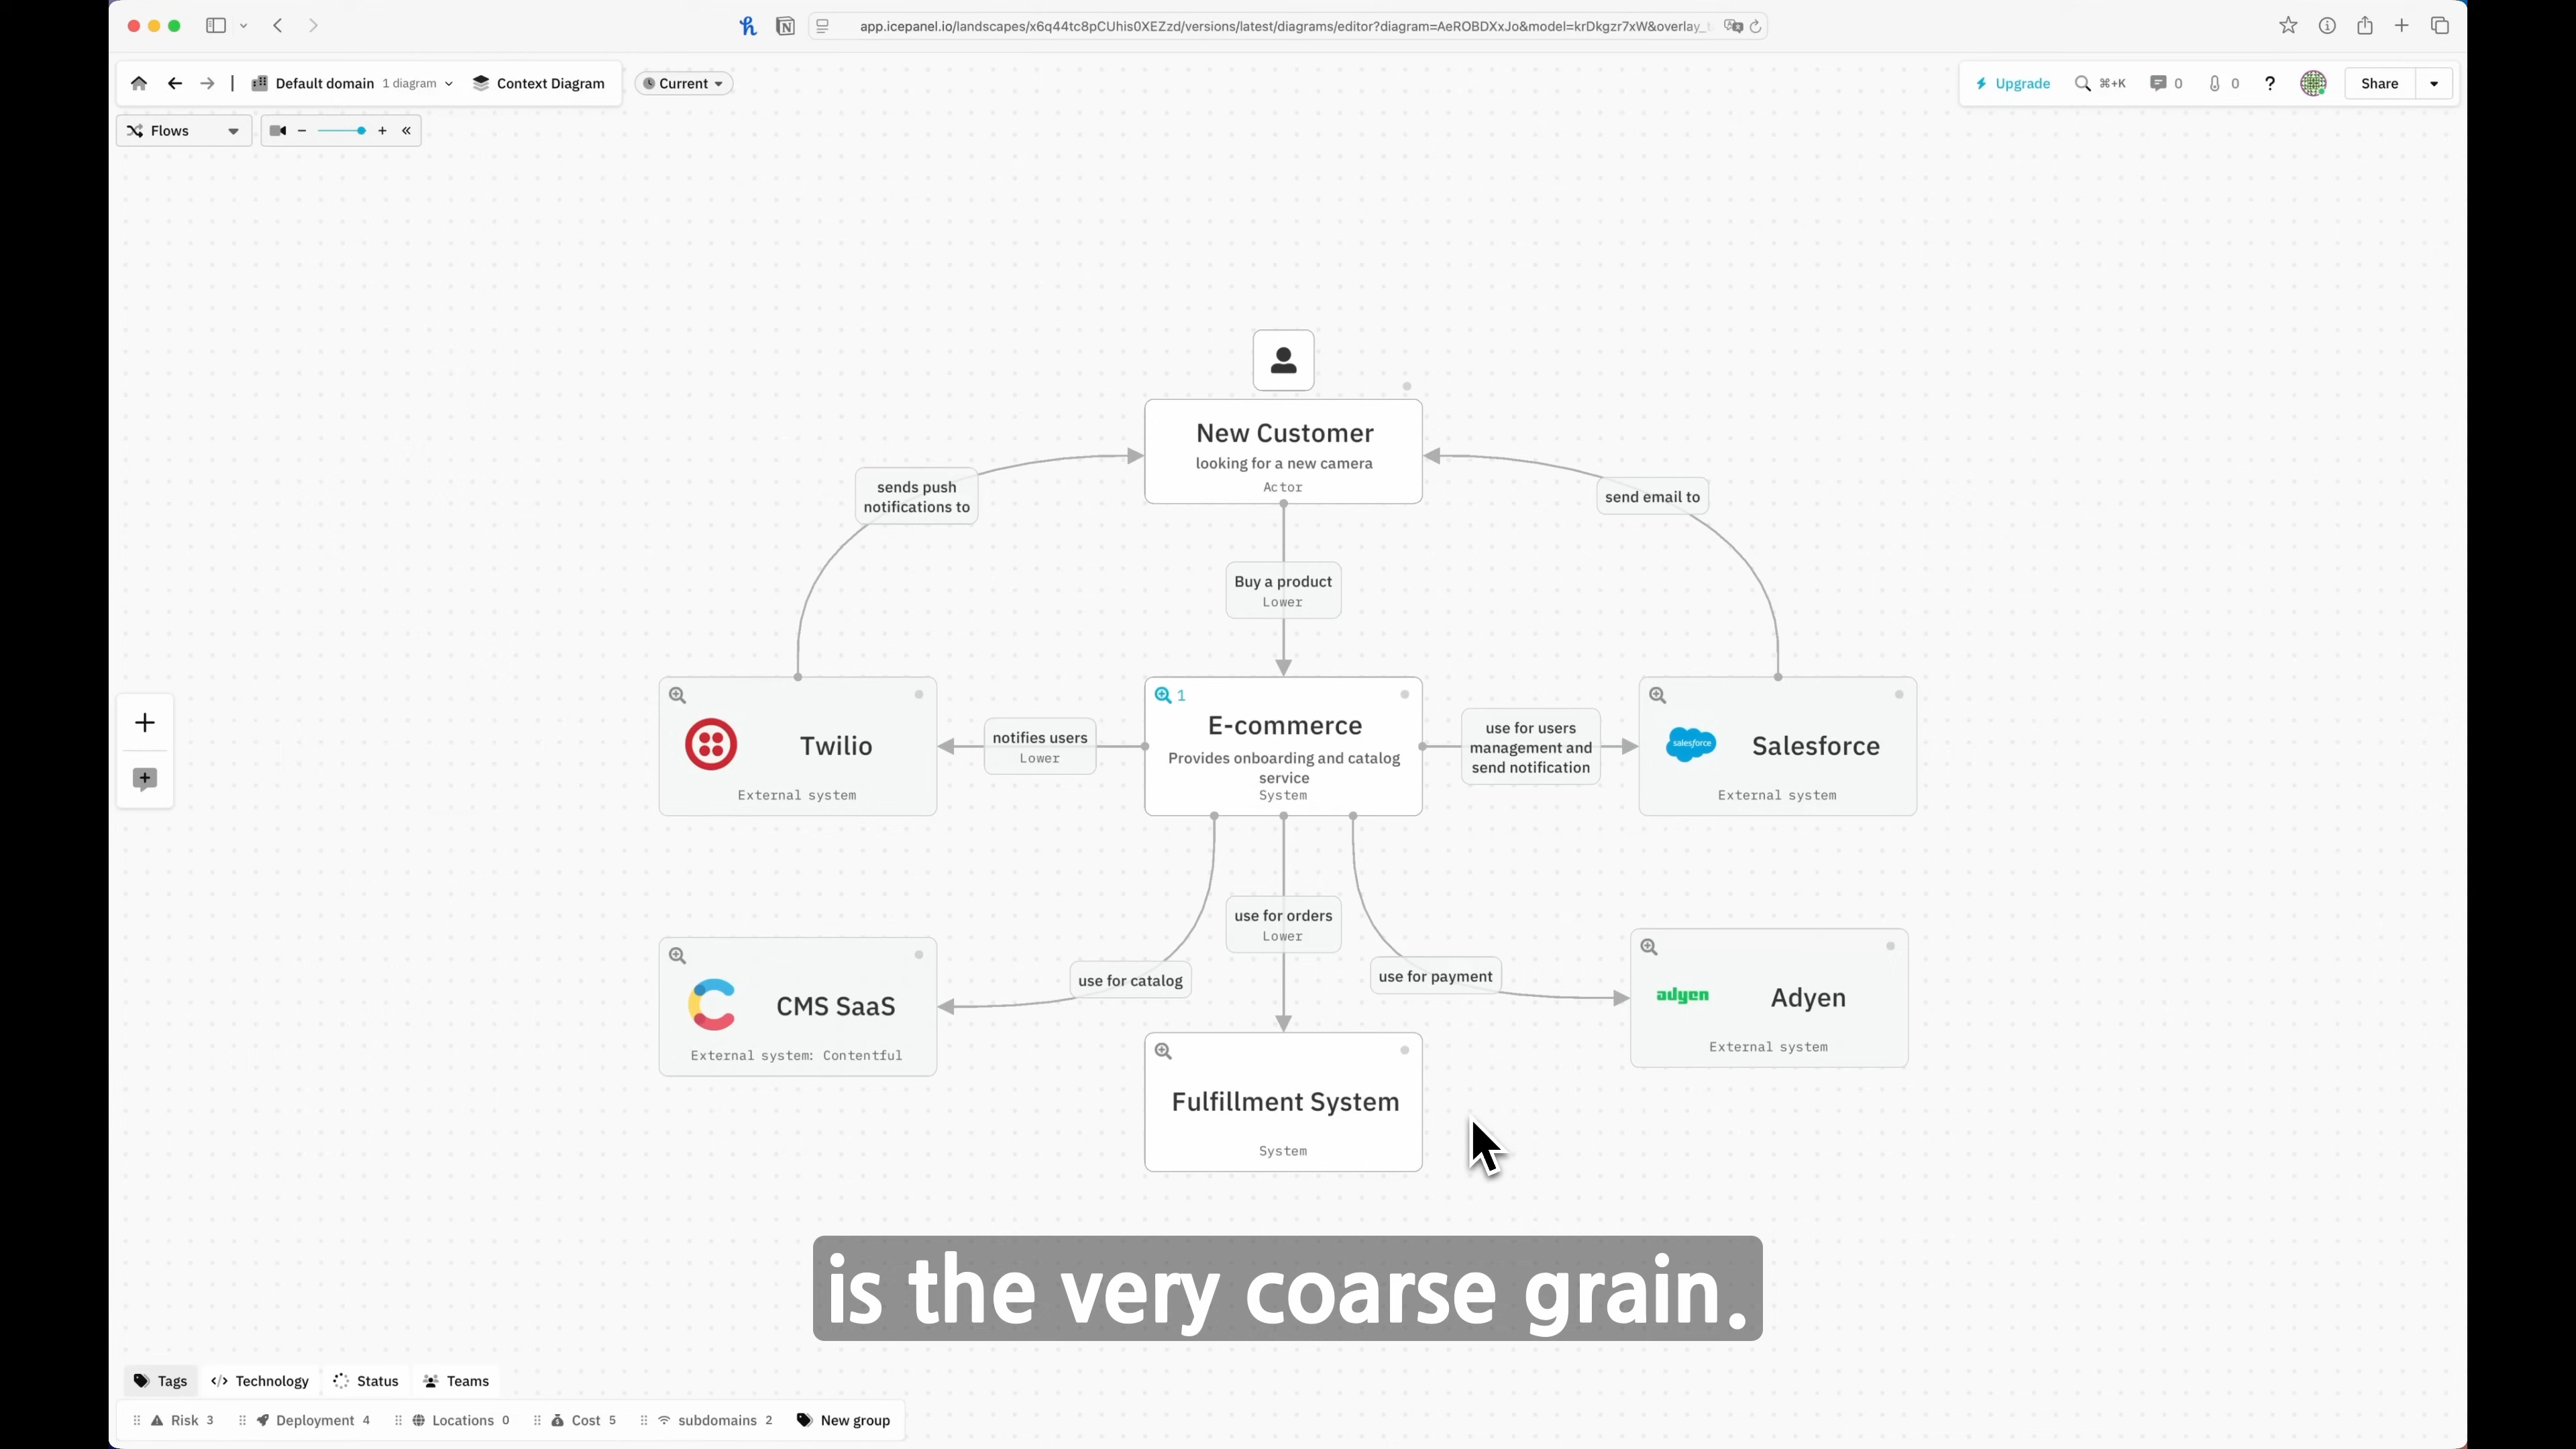 app.icepanel.io/landscapes/x6q44tc8pCUhis0XEZzd/versions/latest/diagrams/editor?diagram=AeROBDXxJo&model=krDkgzr7xW&overlay_
Default domain 1 diagram Context Diagram Current
Upgrade ⌘+K 0 0 ? Share
Flows
New Customer
looking for a new camera
Actor
sends push
notifications to
send email to
Buy a product
Lower
Twilio
External system
notifies users
Lower
1
E-commerce
Provides onboarding and catalog
service
System
use for users
management and
send notification
salesforce
Salesforce
External system
use for orders
Lower
use for catalog
use for payment
CMS SaaS
External system: Contentful
adyen
Adyen
External system
Fulfillment System
System
is the very coarse grain.
Tags Technology Status Teams
Risk 3 Deployment 4 Locations 0 Cost 5 subdomains 2 New group